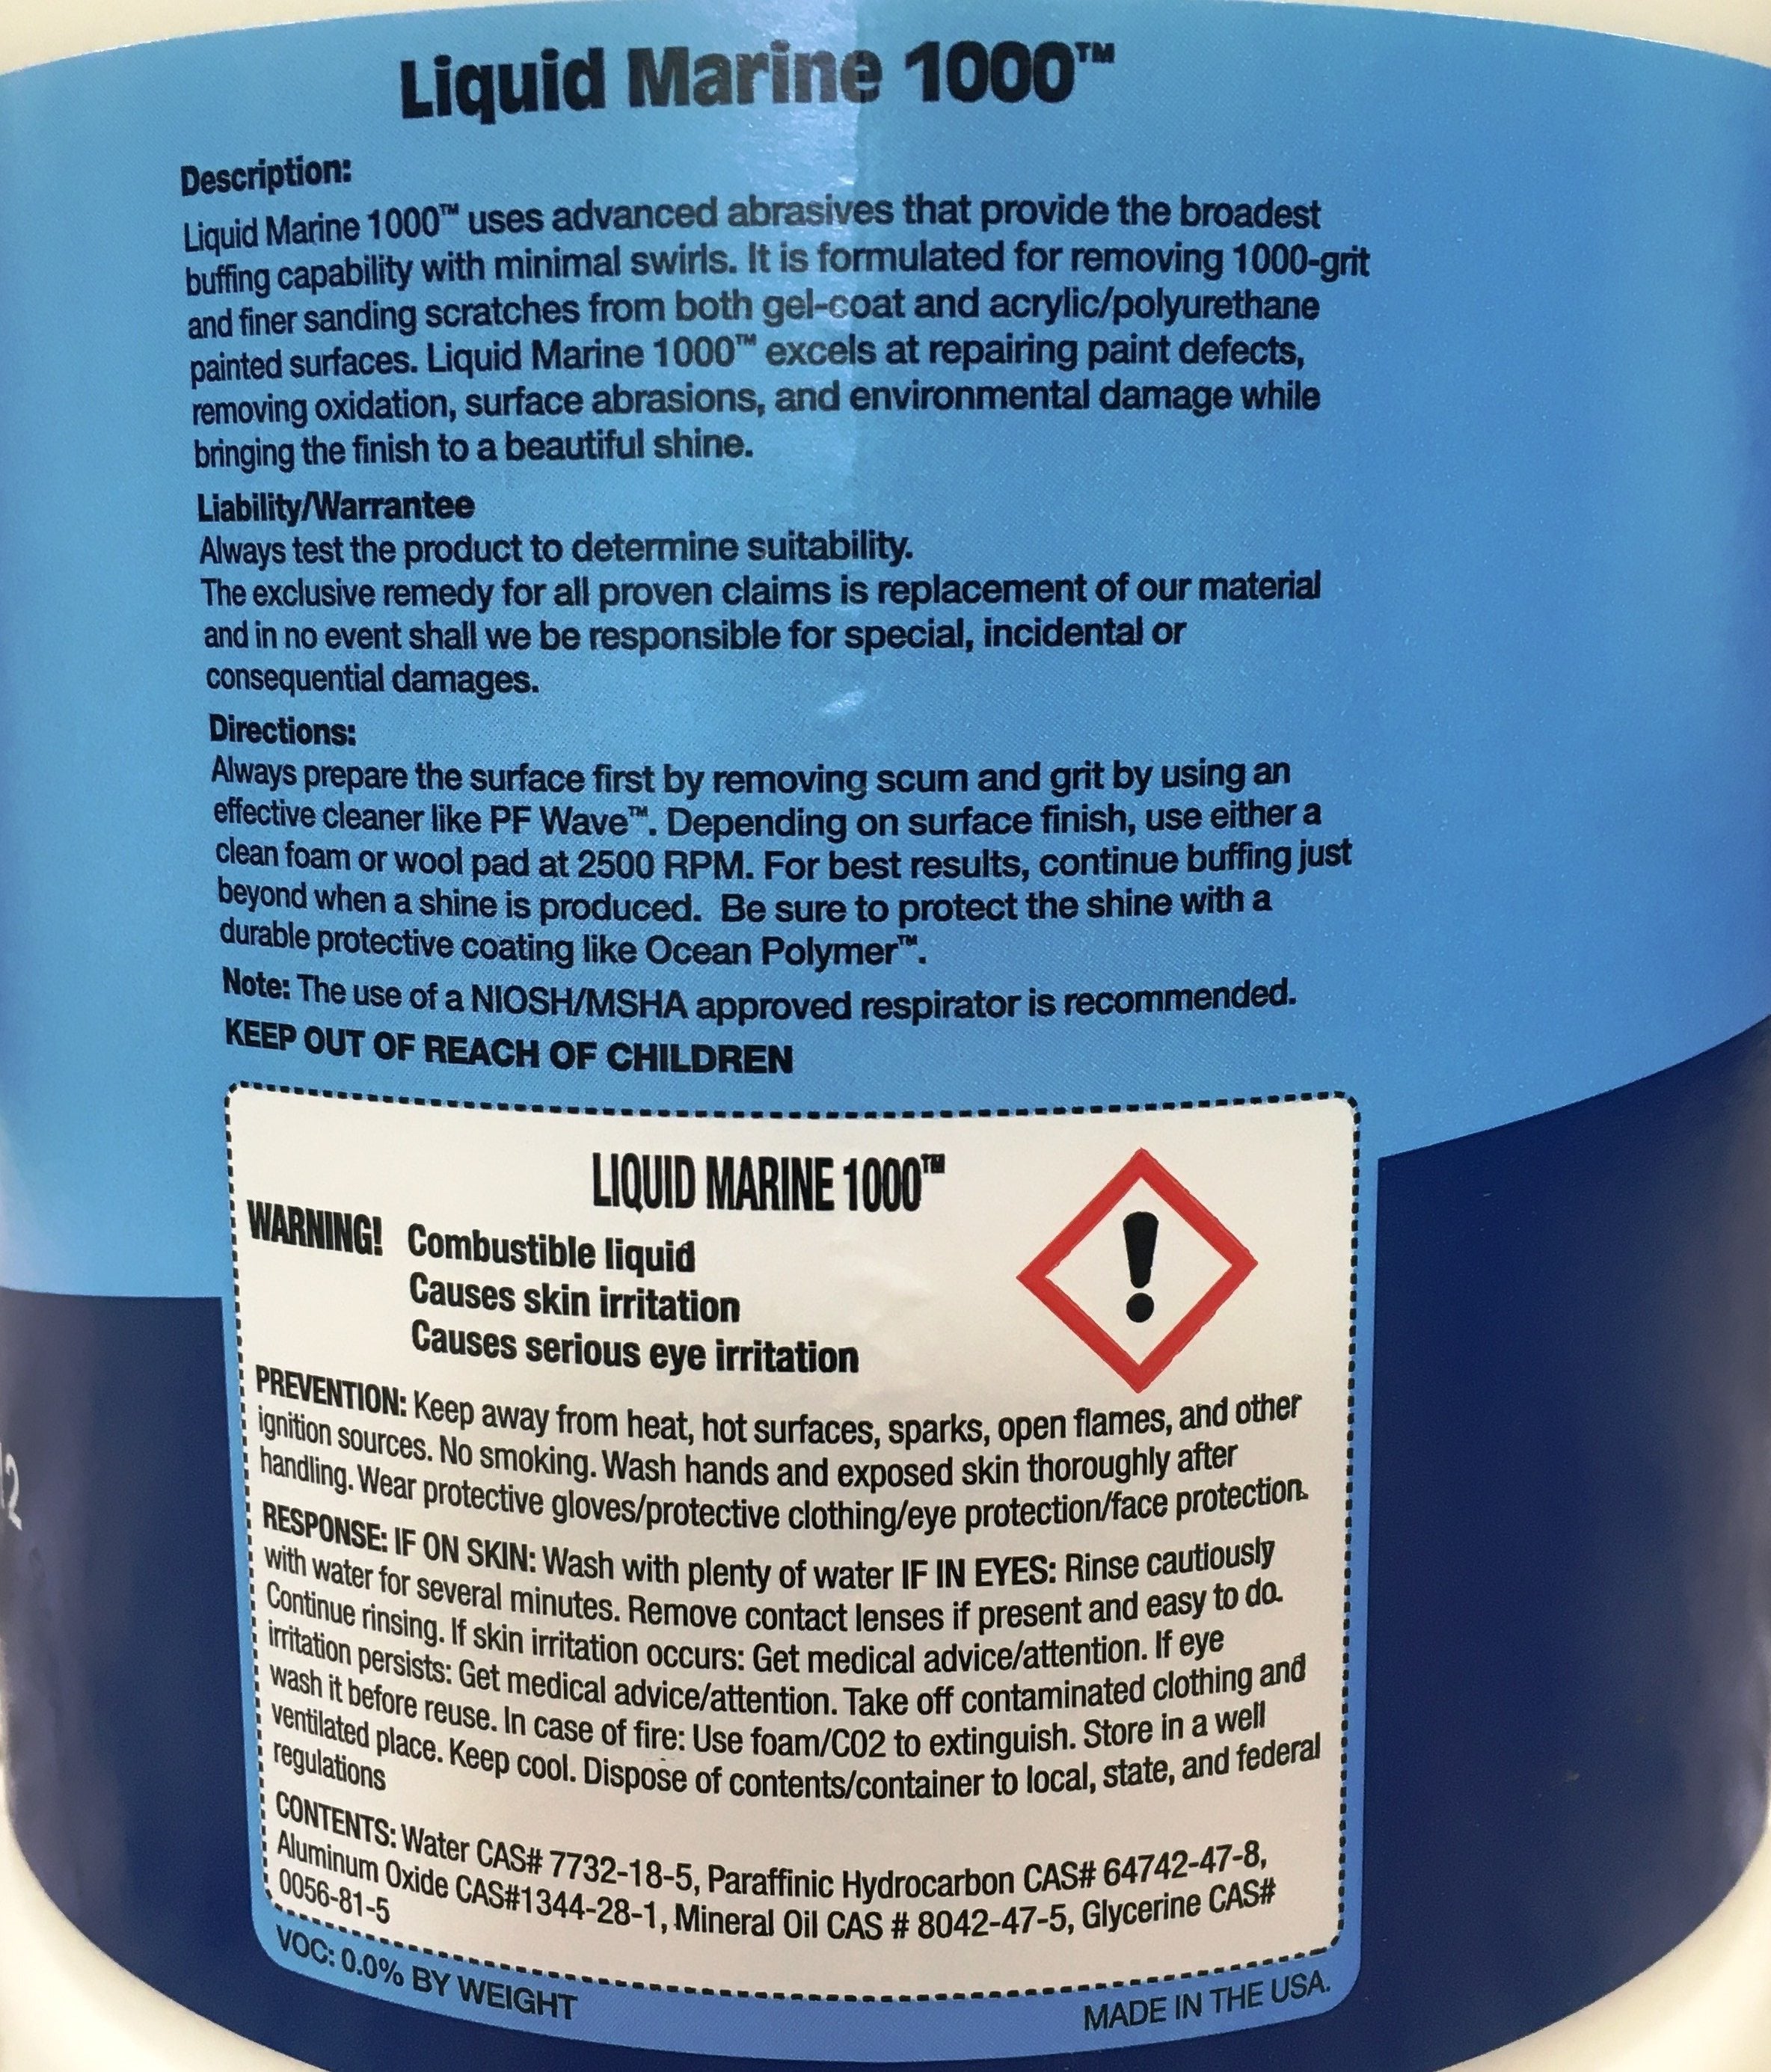 Liquid Marine 1000™
Description:
Liquid Marine 1000™ uses advanced abrasives that provide the broadest
buffing capability with minimal swirls. It is formulated for removing 1000-grit
and finer sanding scratches from both gel-coat and acrylic/polyurethane
painted surfaces. Liquid Marine 1000™ excels at repairing paint defects,
removing oxidation, surface abrasions, and environmental damage while
bringing the finish to a beautiful shine.
Liability/Warrantee
Always test the product to determine suitability.
The exclusive remedy for all proven claims is replacement of our material
and in no event shall we be responsible for special, incidental or
consequential damages.
Directions:
Always prepare the surface first by removing scum and grit by using an
effective cleaner like PF Wave™. Depending on surface finish, use either a
clean foam or wool pad at 2500 RPM. For best results, continue buffing just
beyond when a shine is produced. Be sure to protect the shine with a
durable protective coating like Ocean Polymer™.
Note: The use of a NIOSH/MSHA approved respirator is recommended.
KEEP OUT OF REACH OF CHILDREN
LIQUID MARINE 1000™
WARNING! Combustible liquid
Causes skin irritation
Causes serious eye irritation
PREVENTION: Keep away from heat, hot surfaces, sparks, open flames, and other
ignition sources. No smoking. Wash hands and exposed skin thoroughly after
handling. Wear protective gloves/protective clothing/eye protection/face protection.
RESPONSE: IF ON SKIN: Wash with plenty of water IF IN EYES: Rinse cautiously
with water for several minutes. Remove contact lenses if present and easy to do.
Continue rinsing. If skin irritation occurs: Get medical advice/attention. If eye
irritation persists: Get medical advice/attention. Take off contaminated clothing and
wash it before reuse. In case of fire: Use foam/C02 to extinguish. Store in a well
ventilated place. Keep cool. Dispose of contents/container to local, state, and federal
regulations
CONTENTS: Water CAS# 7732-18-5, Paraffinic Hydrocarbon CAS# 64742-47-8,
Aluminum Oxide CAS#1344-28-1, Mineral Oil CAS # 8042-47-5, Glycerine CAS#
0056-81-5
VOC: 0.0% BY WEIGHT
MADE IN THE USA.